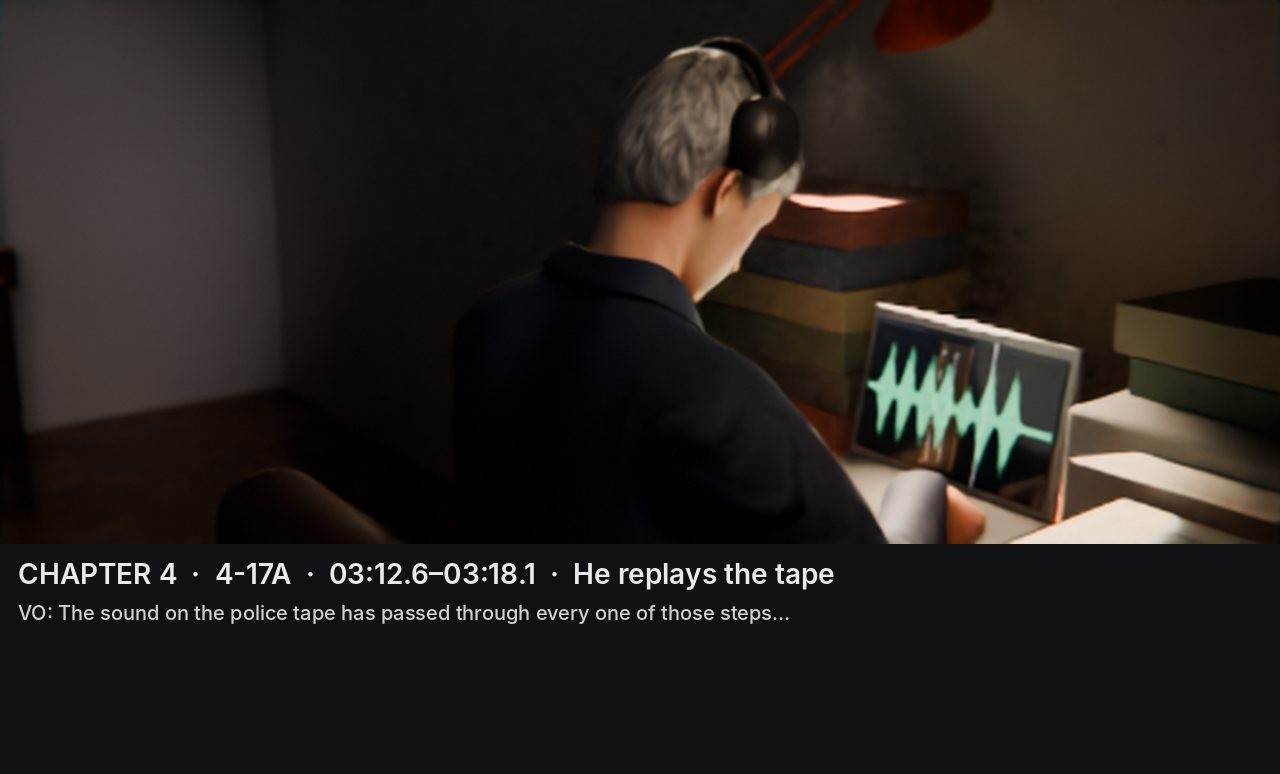 CHAPTER 4 · 4-17A · 03:12.6–03:18.1 · He replays the tape
VO: The sound on the police tape has passed through every one of those steps...